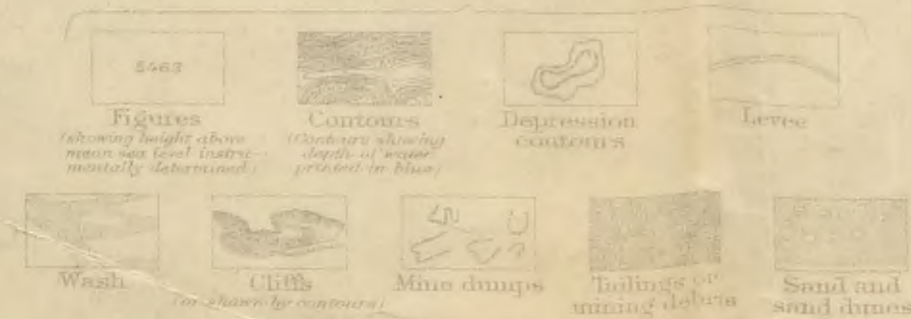 5463
Figures
(showing height above
mean sea level instru-
mentally determined)
Contours
(Contours showing
depth of water
printed in blue)
Depression
contours
Levee
Wash
Cliffs
(or shown by contours)
Mine dumps
Tailings or
mining debris
Sand and
sand dunes